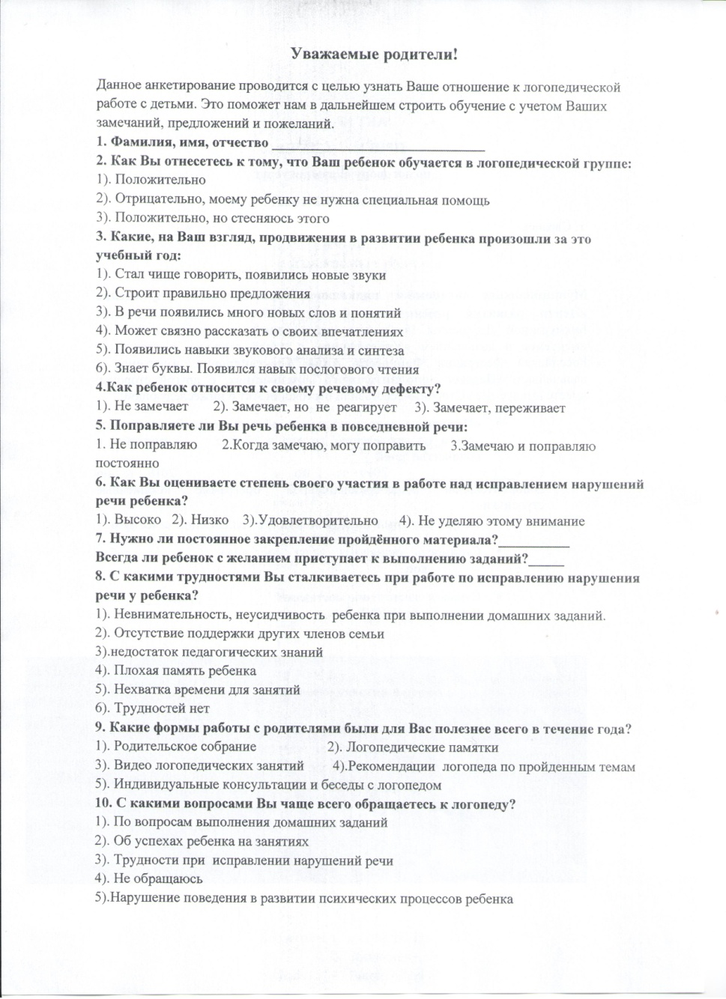 Уважаемые родители!
Данное анкетирование проводится с целью узнать Ваше отношение к логопедической
работе с детьми. Это поможет нам в дальнейшем строить обучение с учетом Ваших
замечаний, предложений и пожеланий.
1. Фамилия, имя, отчество ______________________________
2. Как Вы отнесетесь к тому, что Ваш ребенок обучается в логопедической группе:
1). Положительно
2). Отрицательно, моему ребенку не нужна специальная помощь
3). Положительно, но стесняюсь этого
3. Какие, на Ваш взгляд, продвижения в развитии ребенка произошли за это
учебный год:
1). Стал чище говорить, появились новые звуки
2). Строит правильно предложения
3). В речи появились много новых слов и понятий
4). Может связно рассказать о своих впечатлениях
5). Появились навыки звукового анализа и синтеза
6). Знает буквы. Появился навык послогового чтения
4.Как ребенок относится к своему речевому дефекту?
1). Не замечает 2). Замечает, но не реагирует 3). Замечает, переживает
5. Поправляете ли Вы речь ребенка в повседневной речи:
1. Не поправляю 2.Когда замечаю, могу поправить 3.Замечаю и поправляю
постоянно
6. Как Вы оцениваете степень своего участия в работе над исправлением нарушений
речи ребенка?
1). Высоко 2). Низко 3).Удовлетворительно 4). Не уделяю этому внимание
7. Нужно ли постоянное закрепление пройдённого материала?__________
Всегда ли ребенок с желанием приступает к выполнению заданий?_____
8. С какими трудностями Вы сталкиваетесь при работе по исправлению нарушения
речи у ребенка?
1). Невнимательность, неусидчивость ребенка при выполнении домашних заданий.
2). Отсутствие поддержки других членов семьи
3).недостаток педагогических знаний
4). Плохая память ребенка
5). Нехватка времени для занятий
6). Трудностей нет
9. Какие формы работы с родителями были для Вас полезнее всего в течение года?
1). Родительское собрание 2). Логопедические памятки
3). Видео логопедических занятий 4).Рекомендации логопеда по пройденным темам
5). Индивидуальные консультации и беседы с логопедом
10. С какими вопросами Вы чаще всего обращаетесь к логопеду?
1). По вопросам выполнения домашних заданий
2). Об успехах ребенка на занятиях
3). Трудности при исправлении нарушений речи
4). Не обращаюсь
5).Нарушение поведения в развитии психических процессов ребенка